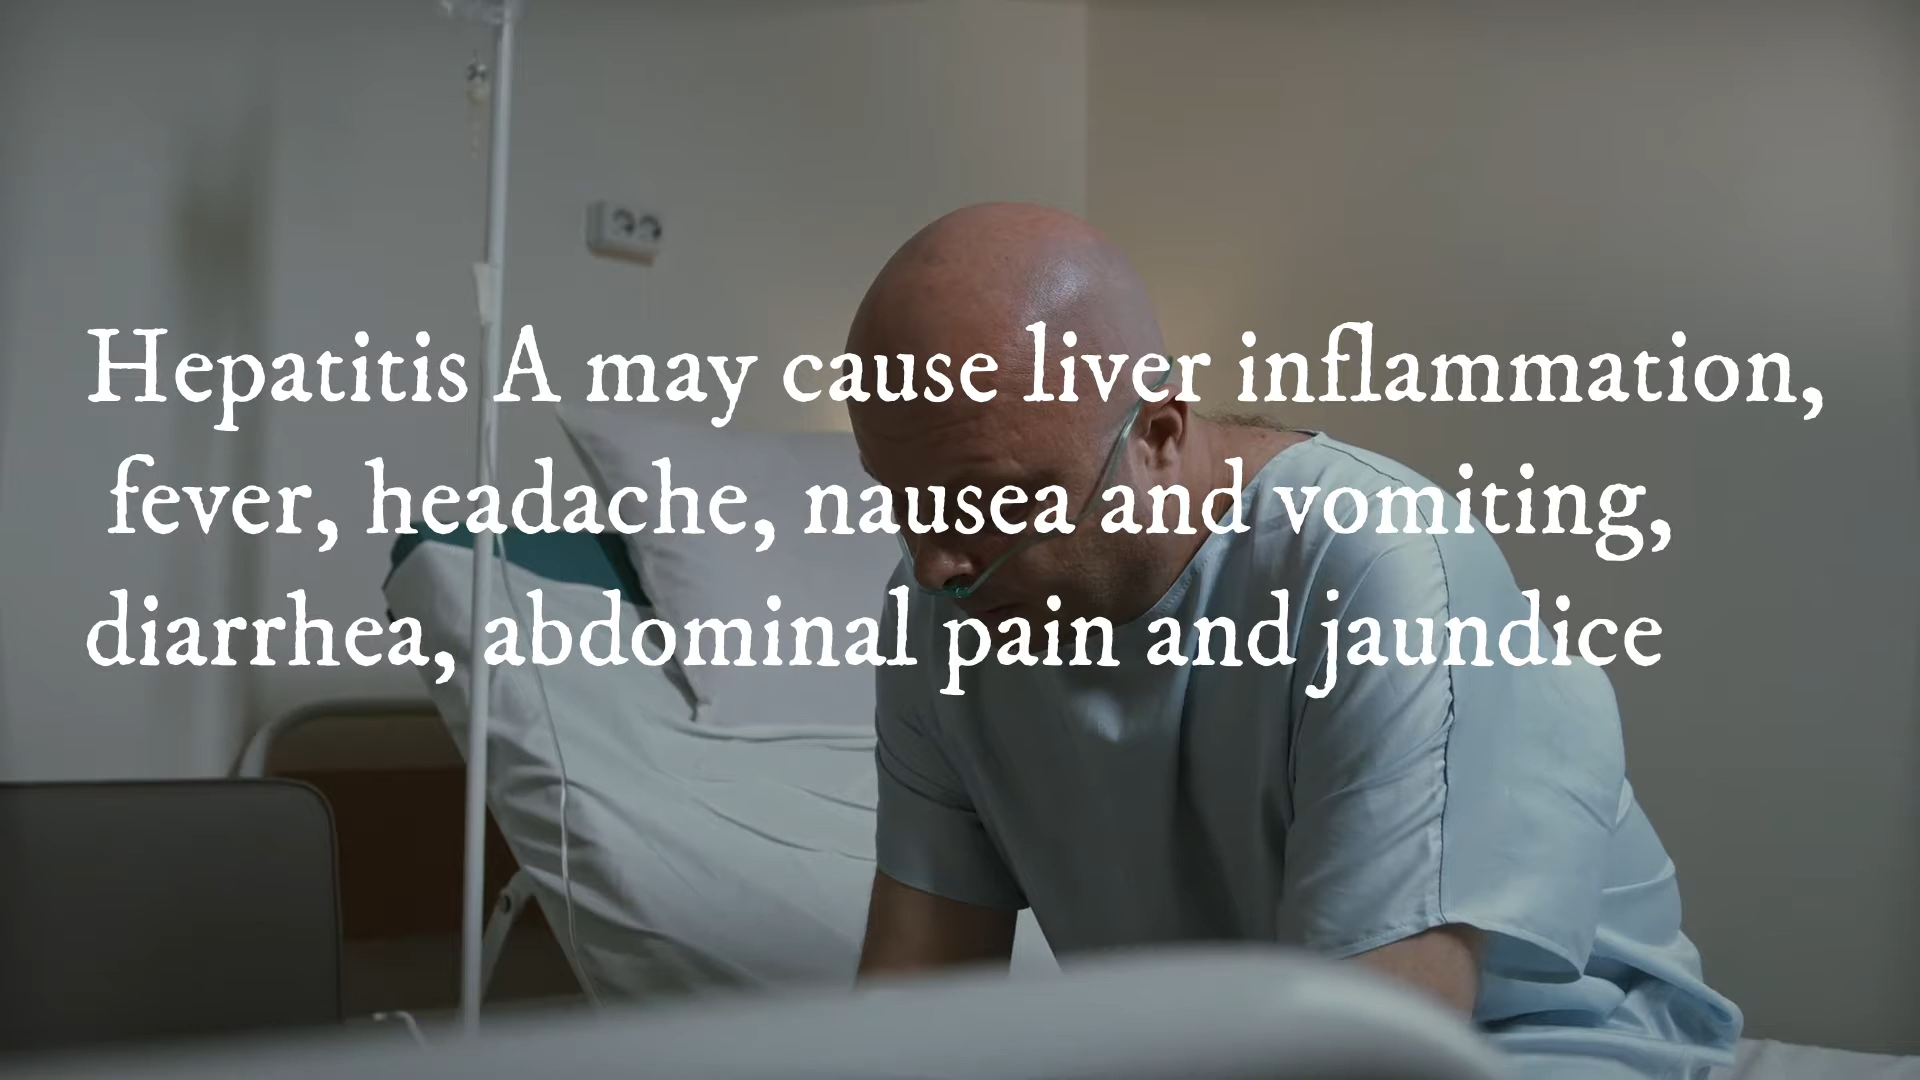 Hepatitis A may cause liver inflammation,
fever, headache, nausea and vomiting,
diarrhea, abdominal pain and jaundice